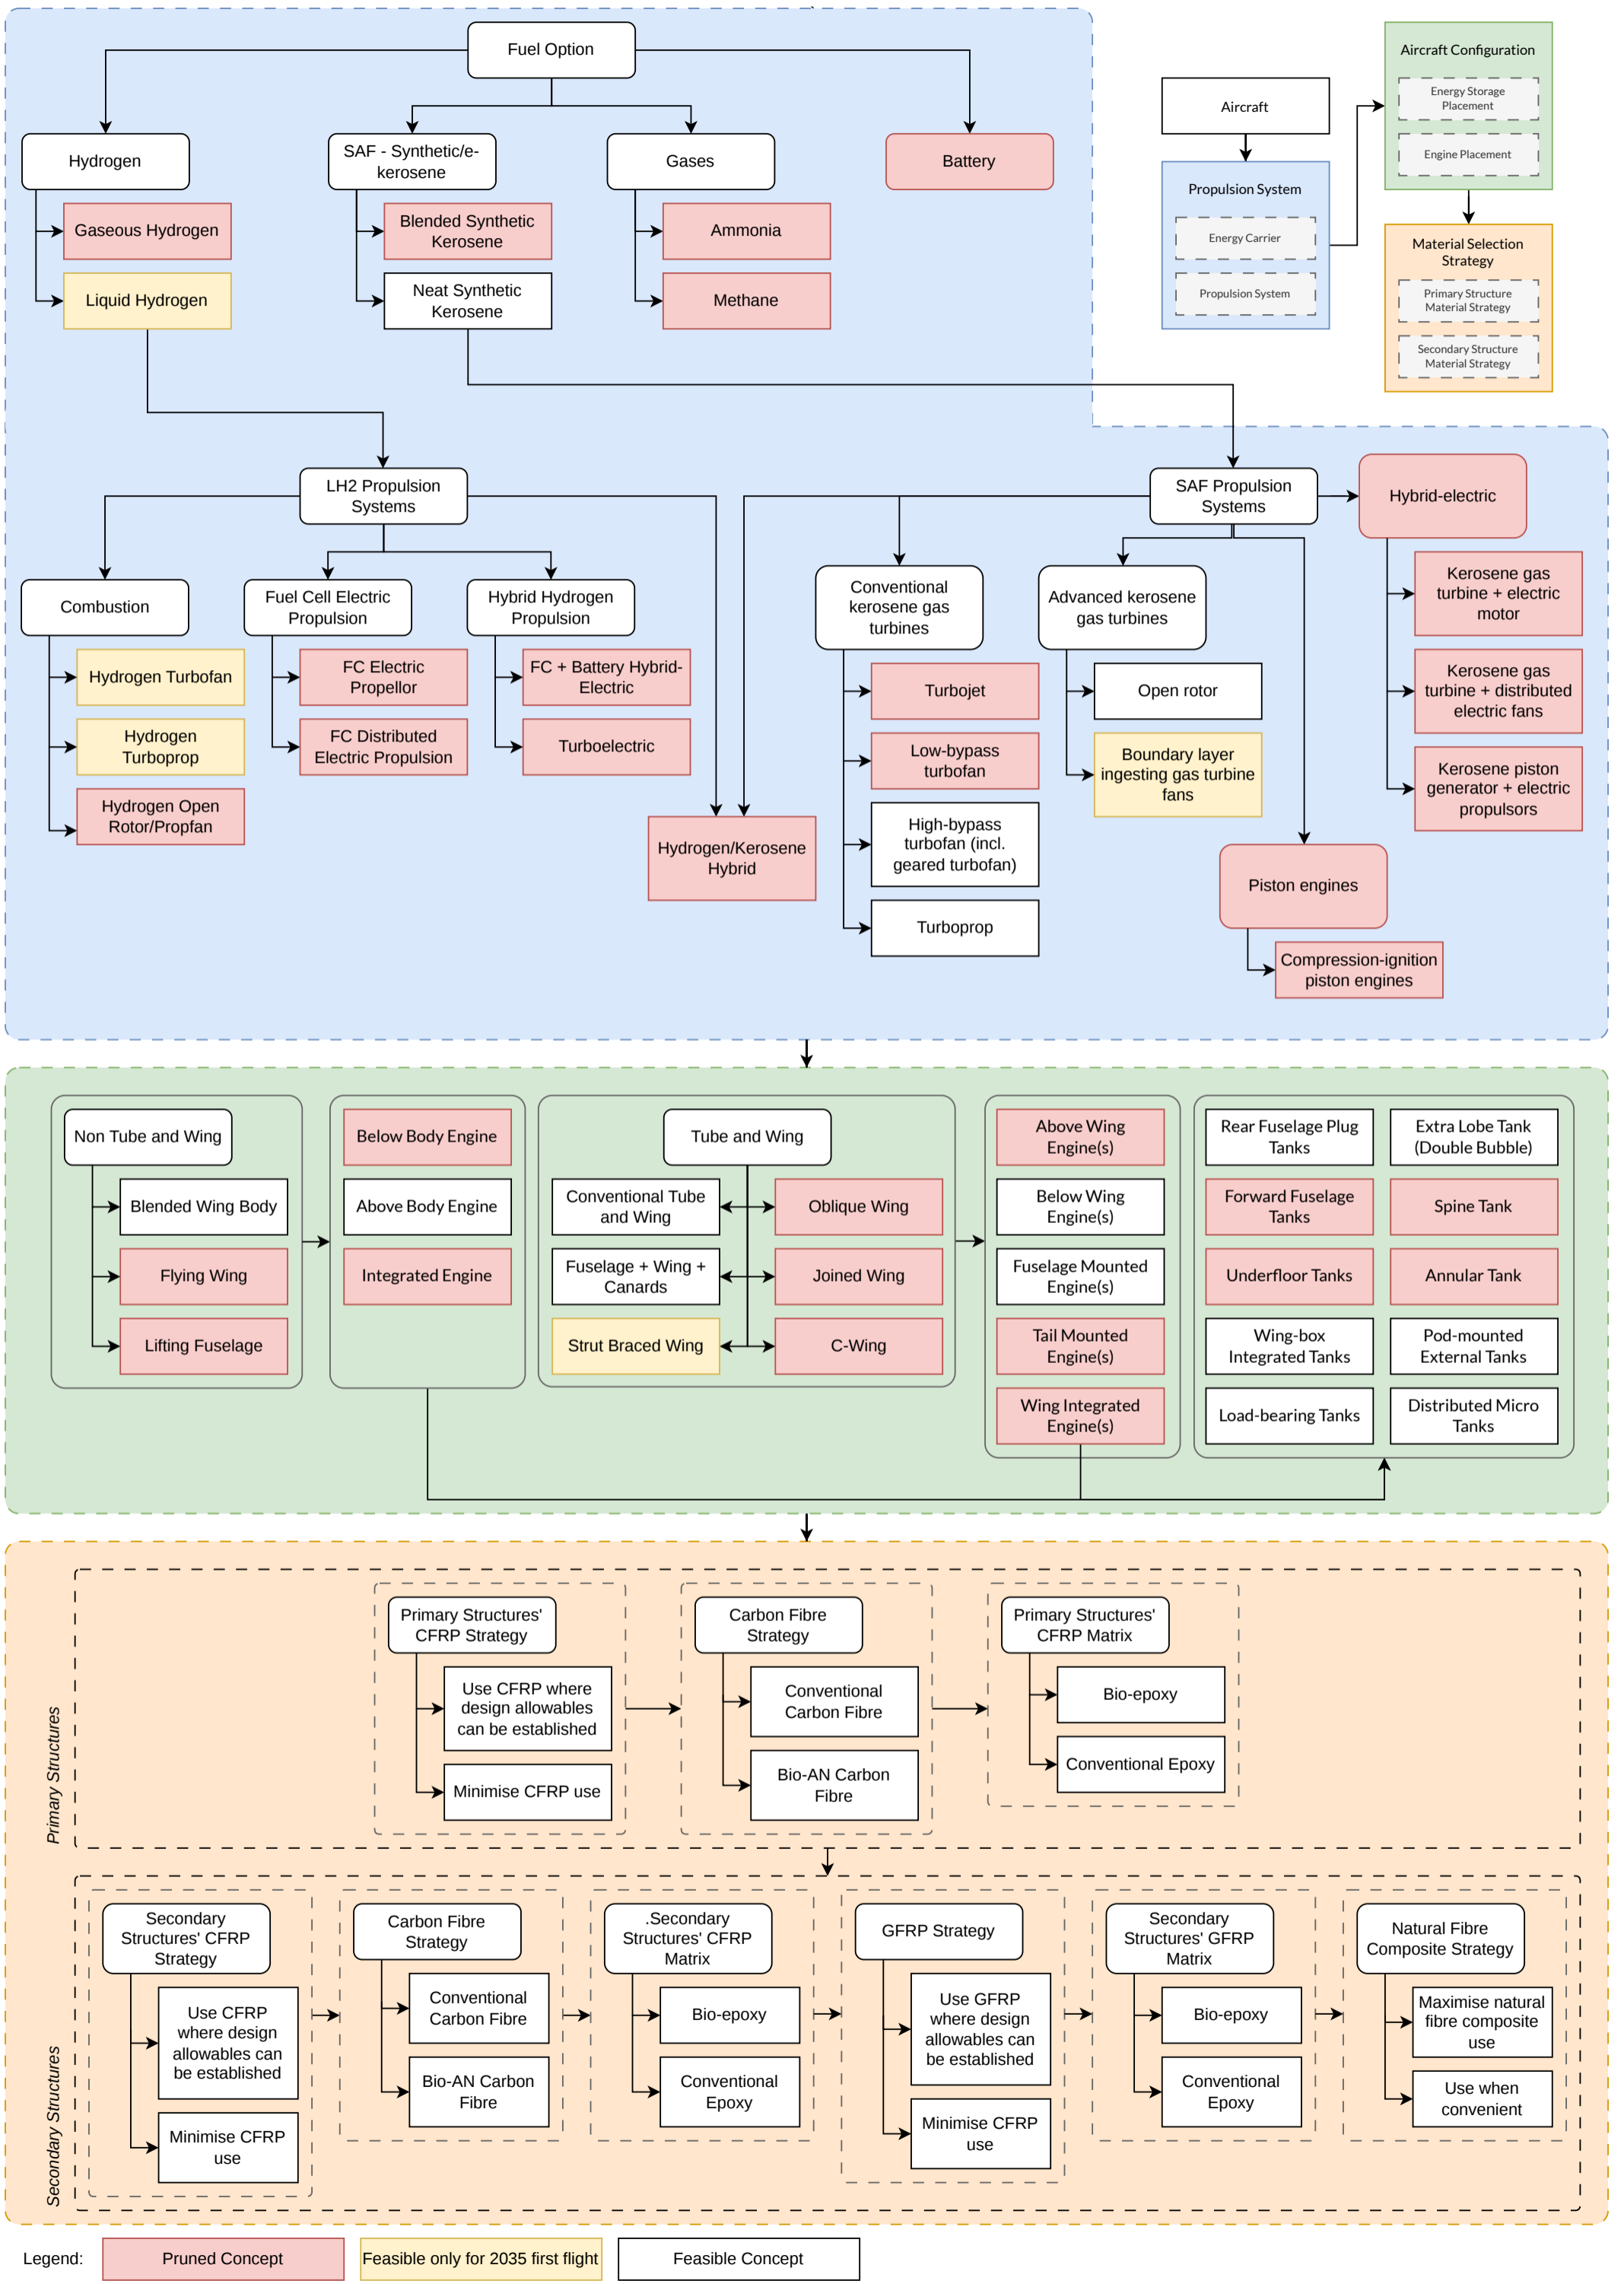 Fuel Option
Hydrogen
SAF - Synthetic/e-
kerosene
Gases
Battery
Gaseous Hydrogen
Liquid Hydrogen
Blended Synthetic
Kerosene
Neat Synthetic
Kerosene
Ammonia
Methane
Aircraft
Propulsion System
Energy Carrier
Propulsion System
Aircraft Configuration
Energy Storage
Placement
Engine Placement
Material Selection
Strategy
Primary Structure
Material Strategy
Secondary Structure
Material Strategy
LH2 Propulsion
Systems
Combustion
Fuel Cell Electric
Propulsion
Hybrid Hydrogen
Propulsion
Hydrogen Turbofan
Hydrogen
Turboprop
Hydrogen Open
Rotor/Propfan
FC Electric
Propellor
FC Distributed
Electric Propulsion
FC + Battery Hybrid-
Electric
Turboelectric
Hydrogen/Kerosene
Hybrid
SAF Propulsion
Systems
Hybrid-electric
Conventional
kerosene gas
turbines
Advanced kerosene
gas turbines
Turbojet
Low-bypass
turbofan
High-bypass
turbofan (incl.
geared turbofan)
Turboprop
Open rotor
Boundary layer
ingesting gas turbine
fans
Kerosene gas
turbine + electric
motor
Kerosene gas
turbine + distributed
electric fans
Kerosene piston
generator + electric
propulsors
Piston engines
Compression-ignition
piston engines
Non Tube and Wing
Blended Wing Body
Flying Wing
Lifting Fuselage
Below Body Engine
Above Body Engine
Integrated Engine
Tube and Wing
Conventional Tube
and Wing
Fuselage + Wing +
Canards
Strut Braced Wing
Oblique Wing
Joined Wing
C-Wing
Above Wing
Engine(s)
Below Wing
Engine(s)
Fuselage Mounted
Engine(s)
Tail Mounted
Engine(s)
Wing Integrated
Engine(s)
Rear Fuselage Plug
Tanks
Forward Fuselage
Tanks
Underfloor Tanks
Wing-box
Integrated Tanks
Load-bearing Tanks
Extra Lobe Tank
(Double Bubble)
Spine Tank
Annular Tank
Pod-mounted
External Tanks
Distributed Micro
Tanks
Primary Structures
Primary Structures'
CFRP Strategy
Use CFRP where
design allowables
can be established
Minimise CFRP use
Carbon Fibre
Strategy
Conventional
Carbon Fibre
Bio-AN Carbon
Fibre
Primary Structures'
CFRP Matrix
Bio-epoxy
Conventional Epoxy
Secondary Structures
Secondary
Structures' CFRP
Strategy
Use CFRP
where design
allowables can
be established
Minimise CFRP
use
Carbon Fibre
Strategy
Conventional
Carbon Fibre
Bio-AN Carbon
Fibre
.Secondary
Structures' CFRP
Matrix
Bio-epoxy
Conventional
Epoxy
GFRP Strategy
Use GFRP
where design
allowables can
be established
Minimise CFRP
use
Secondary
Structures' GFRP
Matrix
Bio-epoxy
Conventional
Epoxy
Natural Fibre
Composite Strategy
Maximise natural
fibre composite
use
Use when
convenient
Legend:
Pruned Concept
Feasible only for 2035 first flight
Feasible Concept